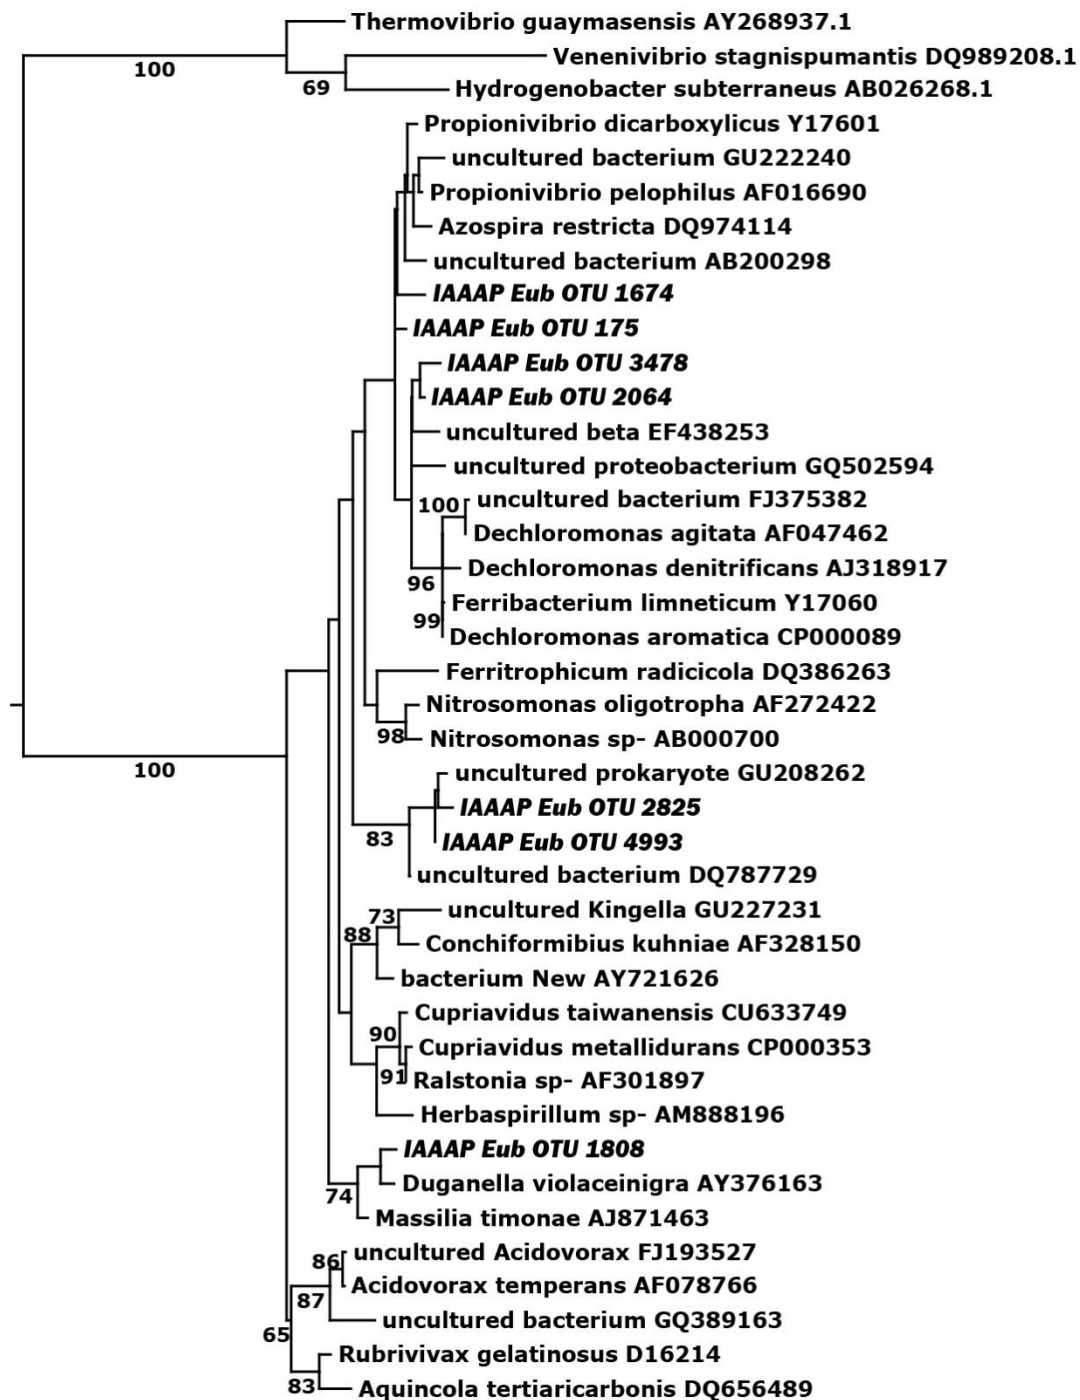 Thermovibrio guaymasensis AY268937.1
Venenivibrio stagnispumantis DQ989208.1
100
69
Hydrogenobacter subterraneus AB026268.1
Propionivibrio dicarboxylicus Y17601
uncultured bacterium GU222240
Propionivibrio pelophilus AF016690
Azospira restricta DQ974114
uncultured bacterium AB200298
IAAAP Eub OTU 1674
IAAAP Eub OTU 175
IAAAP Eub OTU 3478
IAAAP Eub OTU 2064
uncultured beta EF438253
uncultured proteobacterium GQ502594
100 uncultured bacterium FJ375382
Dechloromonas agitata AF047462
Dechloromonas denitrificans AJ318917
96
Ferribacterium limneticum Y17060
99
Dechloromonas aromatica CP000089
Ferritrophicum radicicola DQ386263
Nitrosomonas oligotropha AF272422
98 Nitrosomonas sp- AB000700
100
uncultured prokaryote GU208262
IAAAP Eub OTU 2825
83 IAAAP Eub OTU 4993
uncultured bacterium DQ787729
73 uncultured Kingella GU227231
88 Conchiformibius kuhniae AF328150
bacterium New AY721626
Cupriavidus taiwanensis CU633749
90
Cupriavidus metallidurans CP000353
91 Ralstonia sp- AF301897
Herbaspirillum sp- AM888196
IAAAP Eub OTU 1808
Duganella violaceinigra AY376163
74
Massilia timonae AJ871463
86 uncultured Acidovorax FJ193527
Acidovorax temperans AF078766
87
uncultured bacterium GQ389163
65
Rubrivivax gelatinosus D16214
83 Aquincola tertiaricarbonis DQ656489